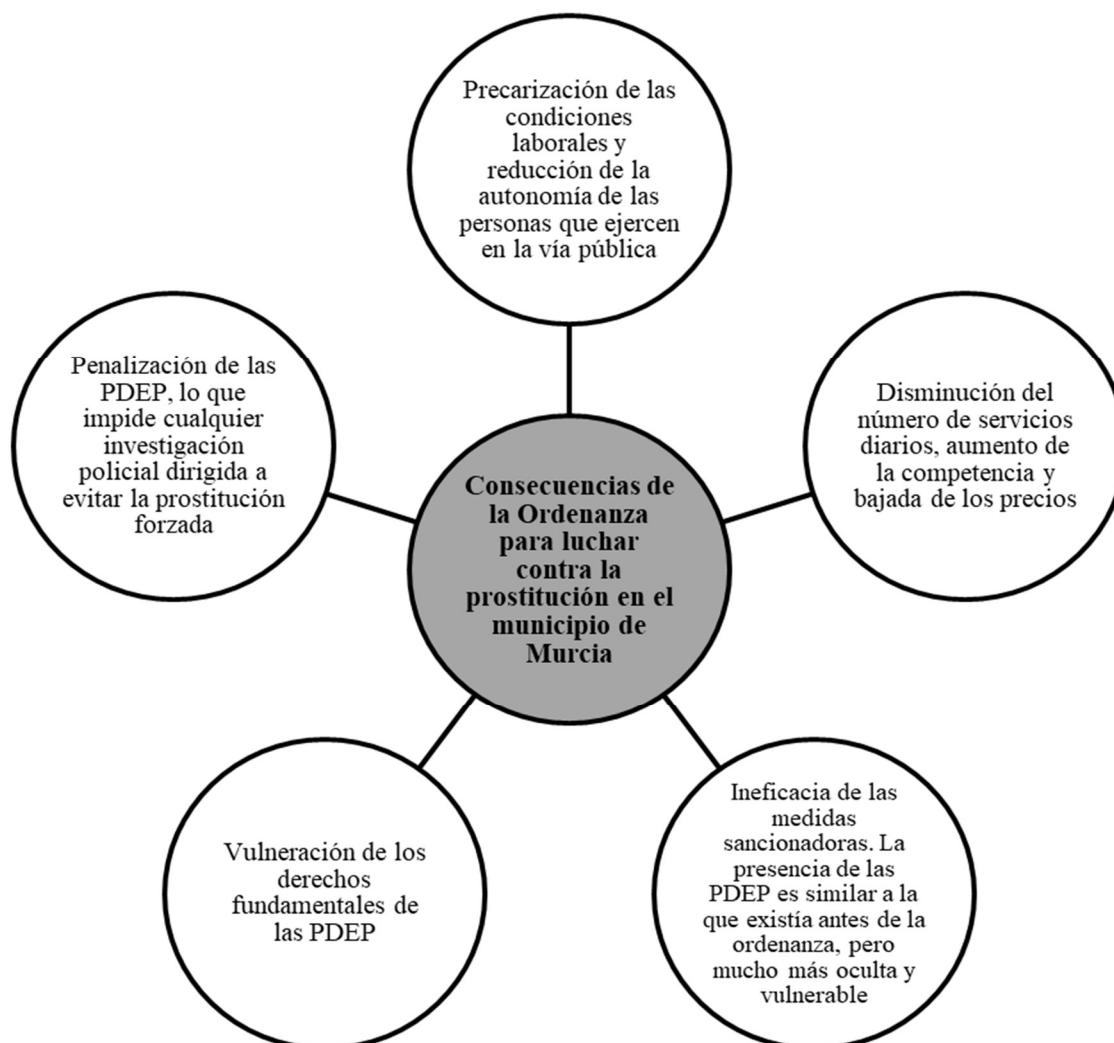 Precarización de las
condiciones
laborales y
reducción de la
autonomía de las
personas que ejercen
en la vía pública
Penalización de las
PDEP, lo que
impide cualquier
investigación
policial dirigida a
evitar la prostitución
forzada
Disminución del
número de servicios
diarios, aumento de
la competencia y
bajada de los precios
Consecuencias de
la Ordenanza
para luchar
contra la
prostitución en el
municipio de
Murcia
Vulneración de los
derechos
fundamentales de
las PDEP
Ineficacia de las
medidas
sancionadoras. La
presencia de las
PDEP es similar a la
que existía antes de la
ordenanza, pero
mucho más oculta y
vulnerable